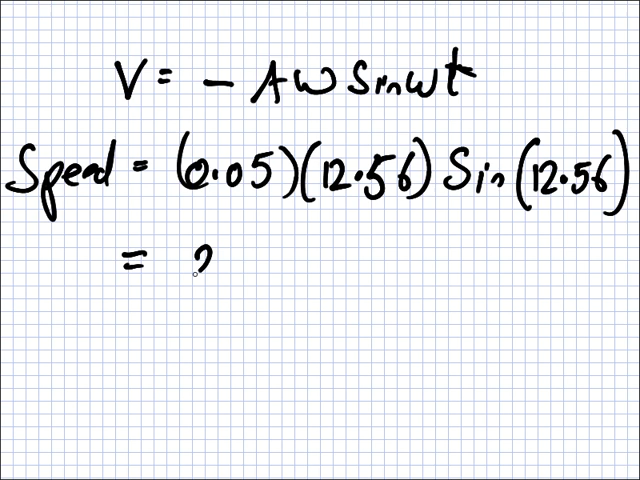 V = - Aω Sinωt
Speed = (0.05)(12.56) Sin(12.56)
= ?